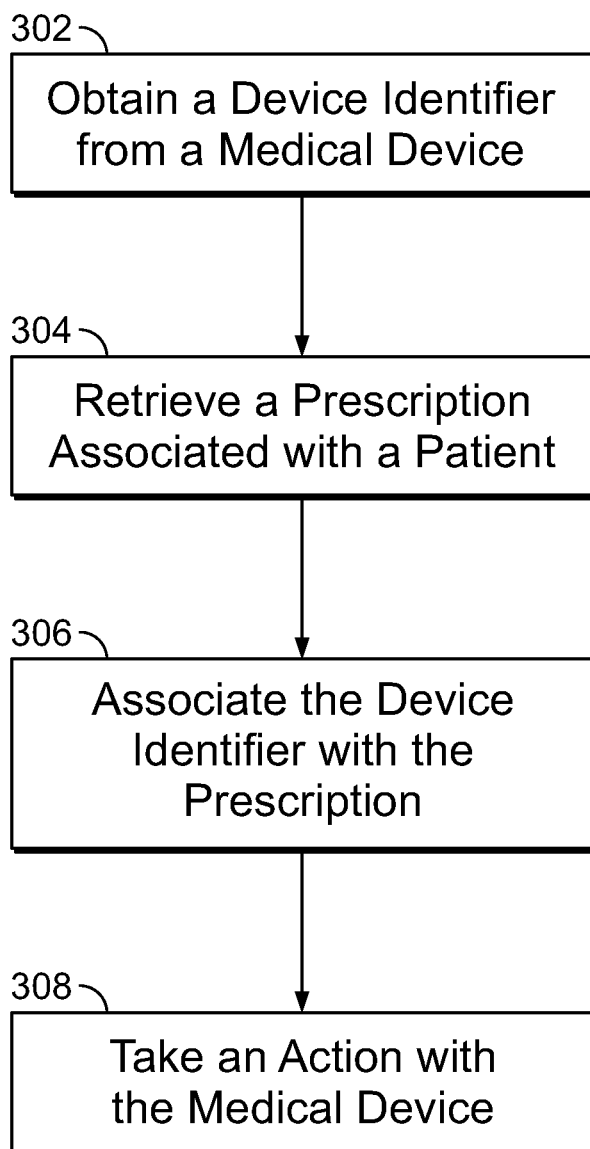 302
Obtain a Device Identifier
from a Medical Device
304
Retrieve a Prescription
Associated with a Patient
306
Associate the Device
Identifier with the
Prescription
308
Take an Action with
the Medical Device